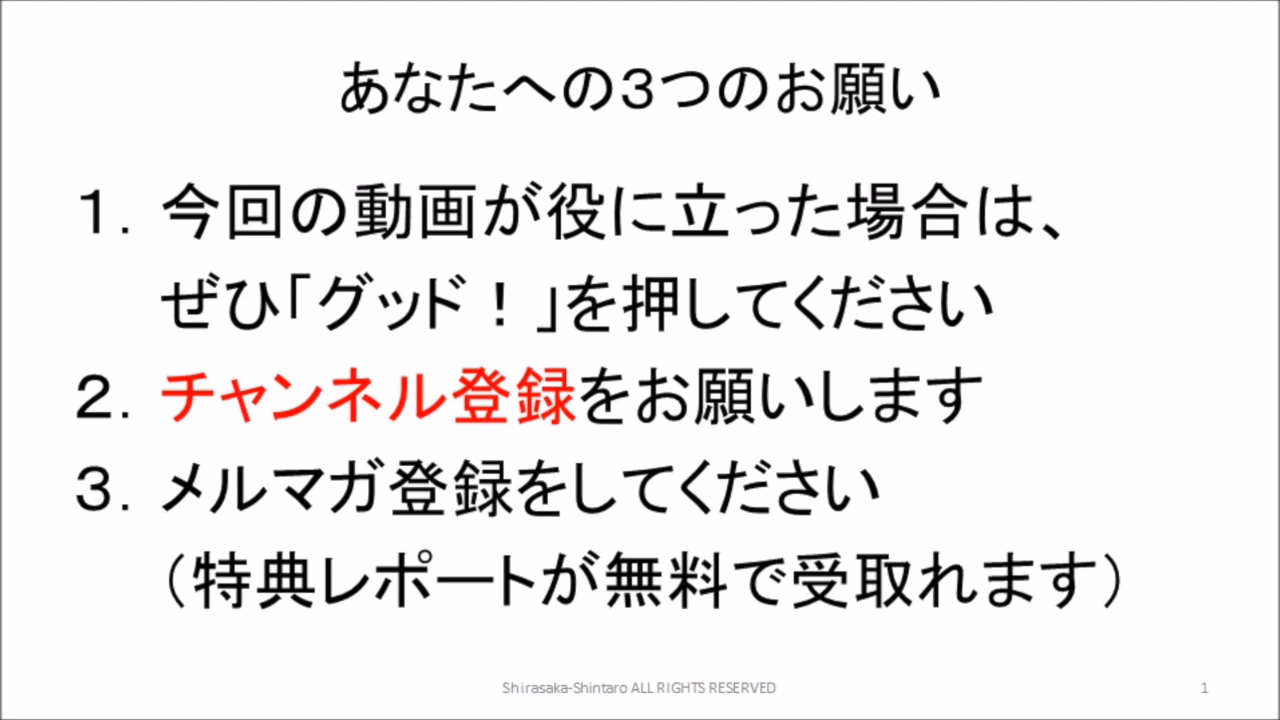 あなたへの３つのお願い
１．今回の動画が役に立った場合は、
ぜひ「グッド！」を押してください
２．チャンネル登録をお願いします
３．メルマガ登録をしてください
（特典レポートが無料で受取れます）
Shirasaka-Shintaro ALL RIGHTS RESERVED
1